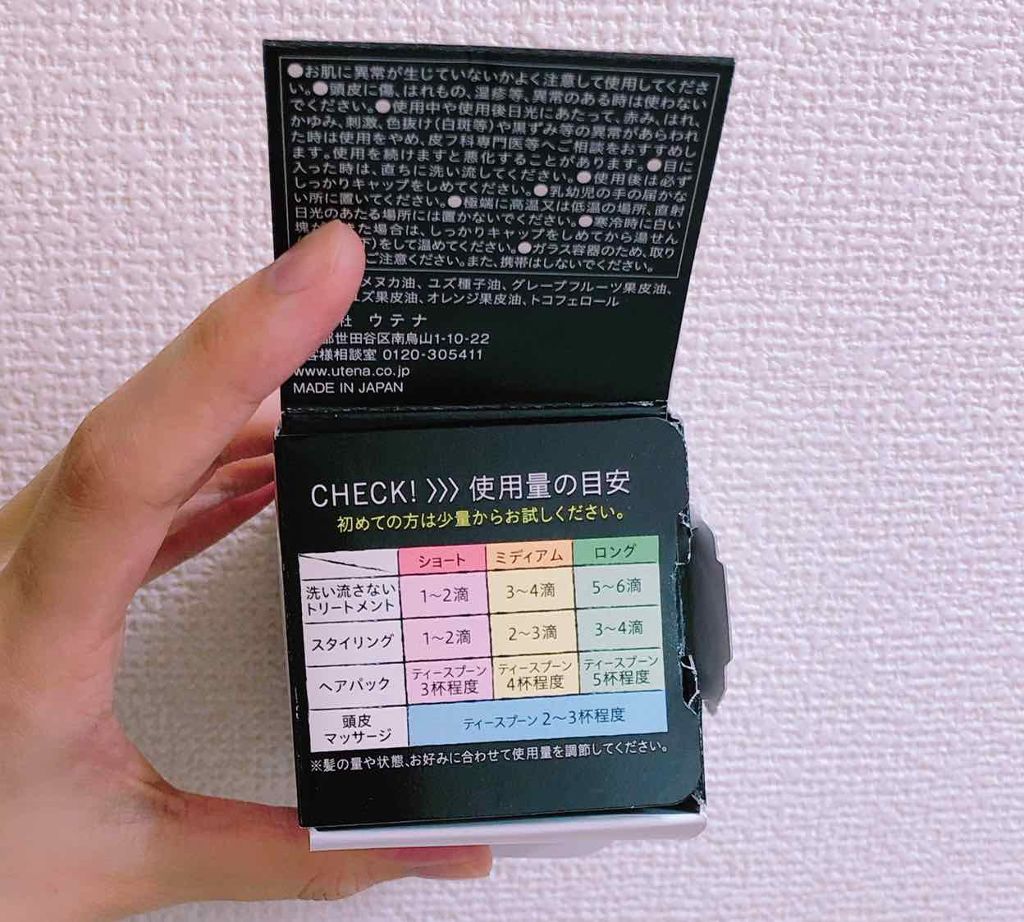 ●お肌に異常が生じていないかよく注意して使用してくださ
い。●頭皮に傷、はれもの、湿疹等、異常のある時は使わない
でください。●使用中や使用後日光にあたって、赤み、はれ、
かゆみ、刺激、色抜け(白斑等)や黒ずみ等の異常があらわれ
た時は使用をやめ、皮フ科専門医等へご相談をおすすめし
ます。使用を続けますと悪化することがあります。●目に
入った時は、直ちに洗い流してください。●使用後は必ず
しっかりキャップをしめてください。●乳幼児の手の届かな
い所に置いてください。●極端に高温又は低温の場所、直射
日光のあたる場所には置かないでください。●寒冷時に白い
塊が きた場合は、しっかりキャップをしめてから湯せん
下)をして温めてください。●ガラス容器のため、取り
ご注意ください。また、携帯はしないでください。
メヌカ油、ユズ種子油、グレープフルーツ果皮油、
ユズ果皮油、オレンジ果皮油、トコフェロール
社 ウテナ
都世田谷区南烏山1-10-22
客様相談室 0120-305411
www.utena.co.jp
MADE IN JAPAN
CHECK! >>> 使用量の目安
初めての方は少量からお試しください。
ショート ミディアム ロング
洗い流さない
トリートメント 1〜2滴 3〜4滴 5〜6滴
スタイリング 1〜2滴 2〜3滴 3〜4滴
ヘアパック ティースプーン 3杯程度 ティースプーン 4杯程度 ティースプーン 5杯程度
頭皮
マッサージ ティースプーン 2〜3杯程度
※髪の量や状態、お好みに合わせて使用量を調節してください。